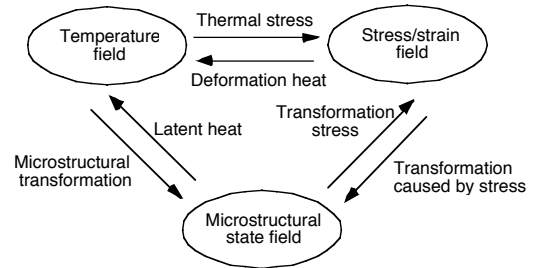 Thermal stress
Temperature
field
Stress/strain
field
Deformation heat
Transformation
stress
Latent heat
Microstructural
transformation
Transformation
caused by stress
Microstructural
state field